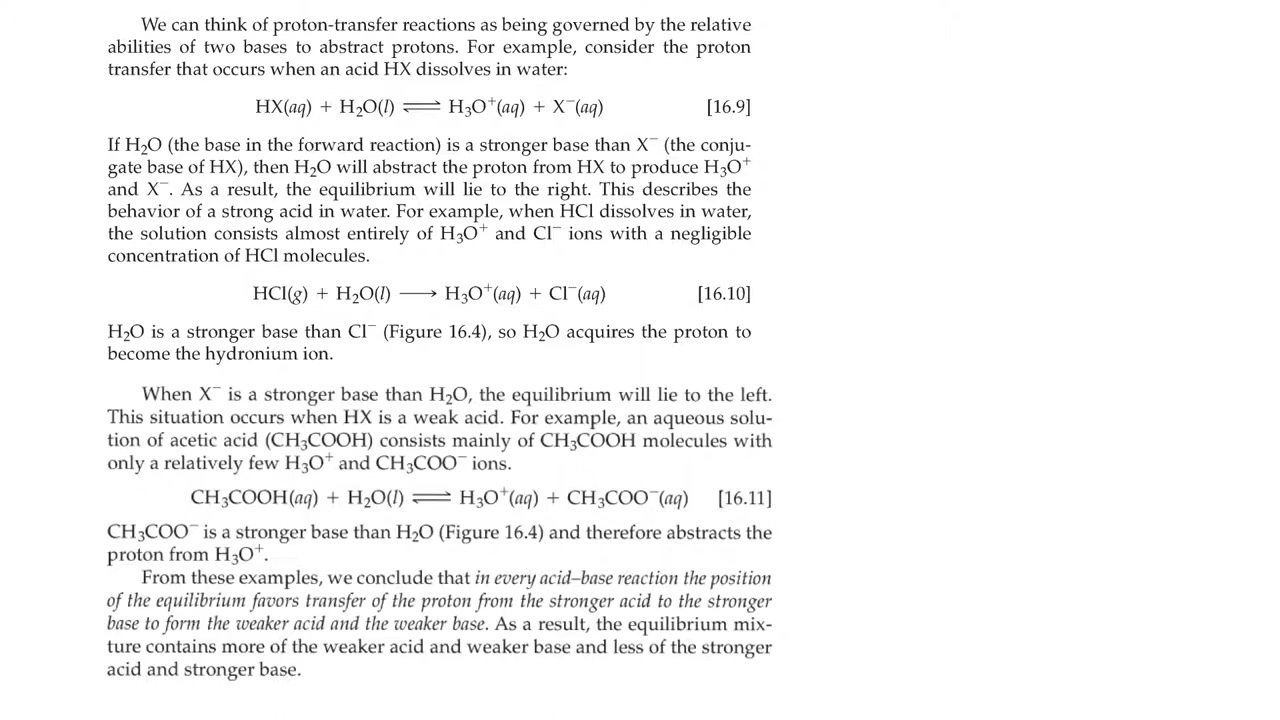 We can think of proton-transfer reactions as being governed by the relative
abilities of two bases to abstract protons. For example, consider the proton
transfer that occurs when an acid HX dissolves in water:
HX(aq) + H₂O(l) ⇌ H₃O⁺(aq) + X⁻(aq) [16.9]
If H₂O (the base in the forward reaction) is a stronger base than X⁻ (the conju-
gate base of HX), then H₂O will abstract the proton from HX to produce H₃O⁺
and X⁻. As a result, the equilibrium will lie to the right. This describes the
behavior of a strong acid in water. For example, when HCl dissolves in water,
the solution consists almost entirely of H₃O⁺ and Cl⁻ ions with a negligible
concentration of HCl molecules.
HCl(g) + H₂O(l) ⟶ H₃O⁺(aq) + Cl⁻(aq) [16.10]
H₂O is a stronger base than Cl⁻ (Figure 16.4), so H₂O acquires the proton to
become the hydronium ion.
When X⁻ is a stronger base than H₂O, the equilibrium will lie to the left.
This situation occurs when HX is a weak acid. For example, an aqueous solu-
tion of acetic acid (CH₃COOH) consists mainly of CH₃COOH molecules with
only a relatively few H₃O⁺ and CH₃COO⁻ ions.
CH₃COOH(aq) + H₂O(l) ⇌ H₃O⁺(aq) + CH₃COO⁻(aq) [16.11]
CH₃COO⁻ is a stronger base than H₂O (Figure 16.4) and therefore abstracts the
proton from H₃O⁺.
From these examples, we conclude that in every acid–base reaction the position
of the equilibrium favors transfer of the proton from the stronger acid to the stronger
base to form the weaker acid and the weaker base. As a result, the equilibrium mix-
ture contains more of the weaker acid and weaker base and less of the stronger
acid and stronger base.